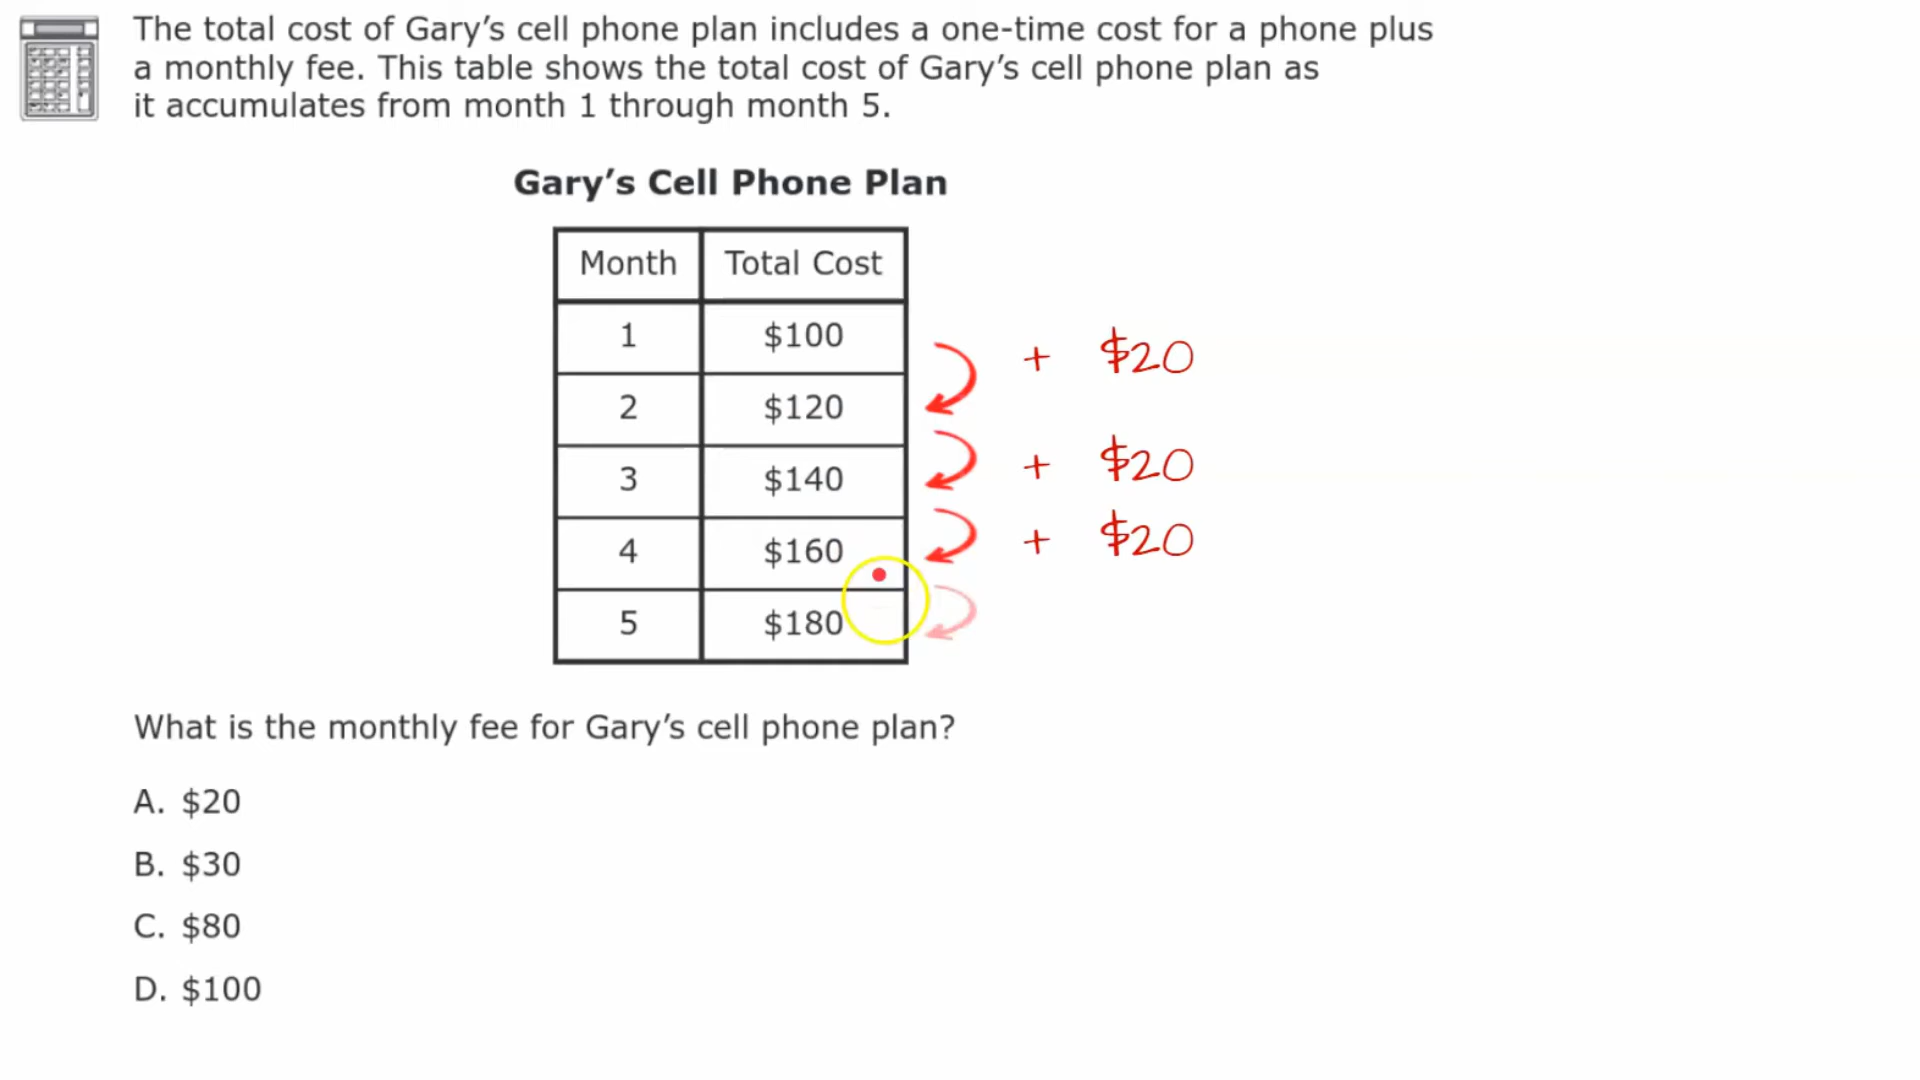 The total cost of Gary’s cell phone plan includes a one-time cost for a phone plus
a monthly fee. This table shows the total cost of Gary’s cell phone plan as
it accumulates from month 1 through month 5.
Gary’s Cell Phone Plan
Month Total Cost
1 $100
+ $20
2 $120
+ $20
3 $140
+ $20
4 $160
5 $180
What is the monthly fee for Gary’s cell phone plan?
A. $20
B. $30
C. $80
D. $100